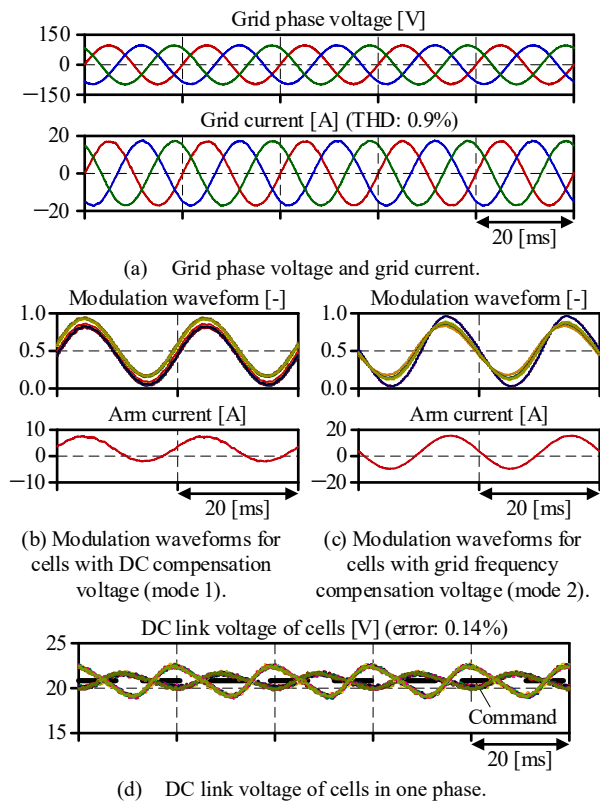 Grid phase voltage [V]
150
0
−150
Grid current [A] (THD: 0.9%)
20
0
−20
20 [ms]
(a) Grid phase voltage and grid current.
Modulation waveform [-]
1.0
0.5
0.0
Arm current [A]
10
0
−10
20 [ms]
(b) Modulation waveforms for
cells with DC compensation
voltage (mode 1).
Modulation waveform [-]
1.0
0.5
0.0
Arm current [A]
20
0
−20
20 [ms]
(c) Modulation waveforms for
cells with grid frequency
compensation voltage (mode 2).
DC link voltage of cells [V] (error: 0.14%)
25
20
15
Command
20 [ms]
(d) DC link voltage of cells in one phase.